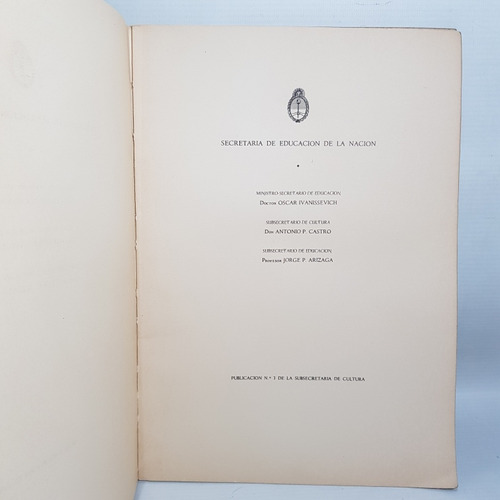 SECRETARIA DE EDUCACION DE LA NACION
MINISTRO SECRETARIO DE EDUCACION
Doctor OSCAR IVANISSEVICH
SUBSECRETARIO DE CULTURA
Don ANTONIO P. CASTRO
SUBSECRETARIO DE EDUCACION
Profesor JORGE P. ARIZAGA
PUBLICACION N.º 3 DE LA SUBSECRETARIA DE CULTURA